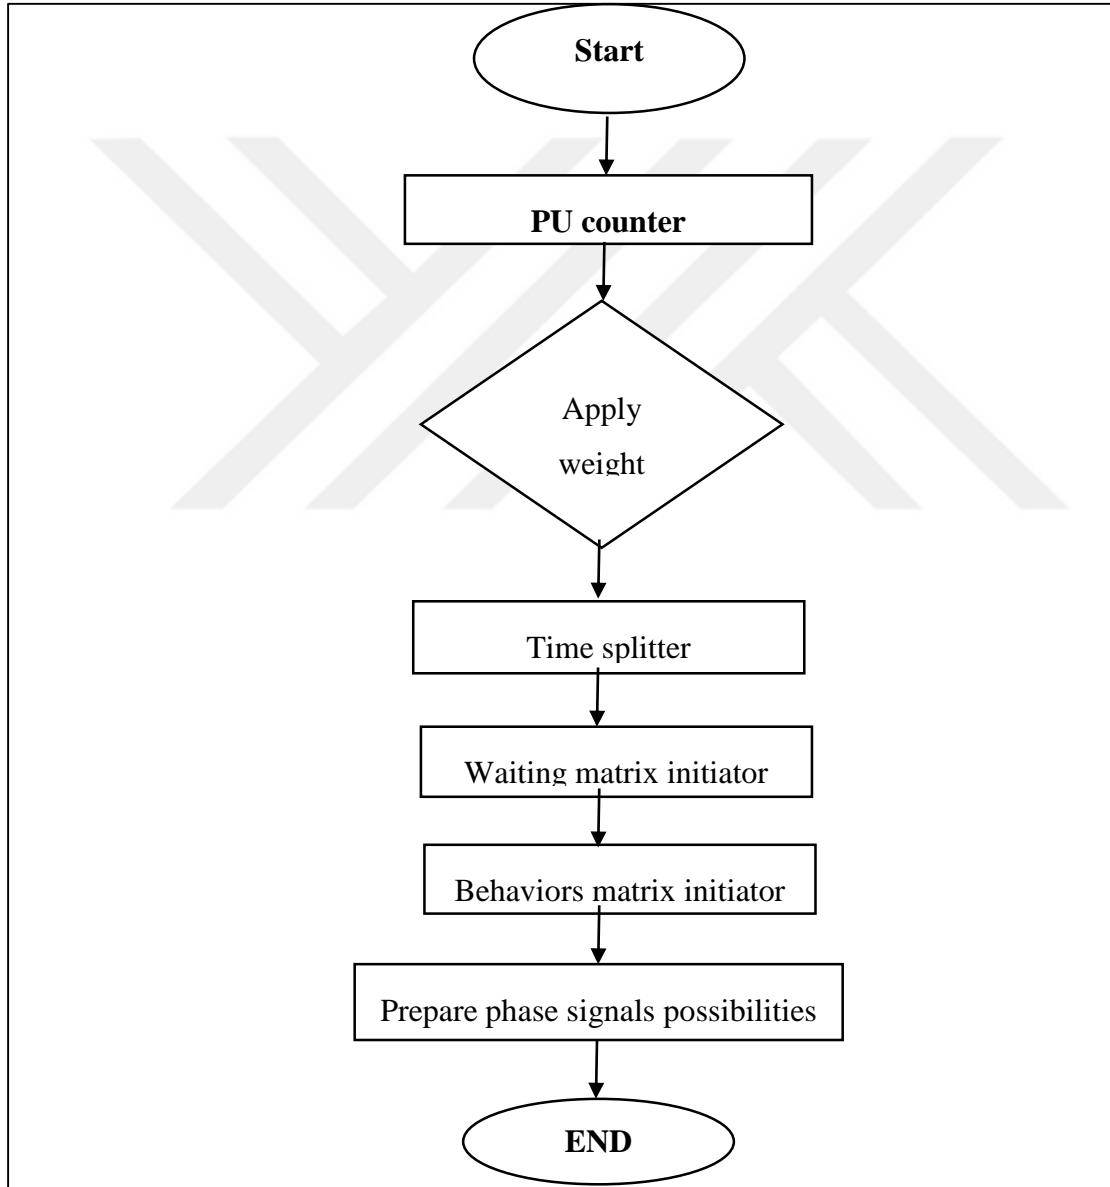 Start
PU counter
Apply
weight
Time splitter
Waiting matrix initiator
Behaviors matrix initiator
Prepare phase signals possibilities
END